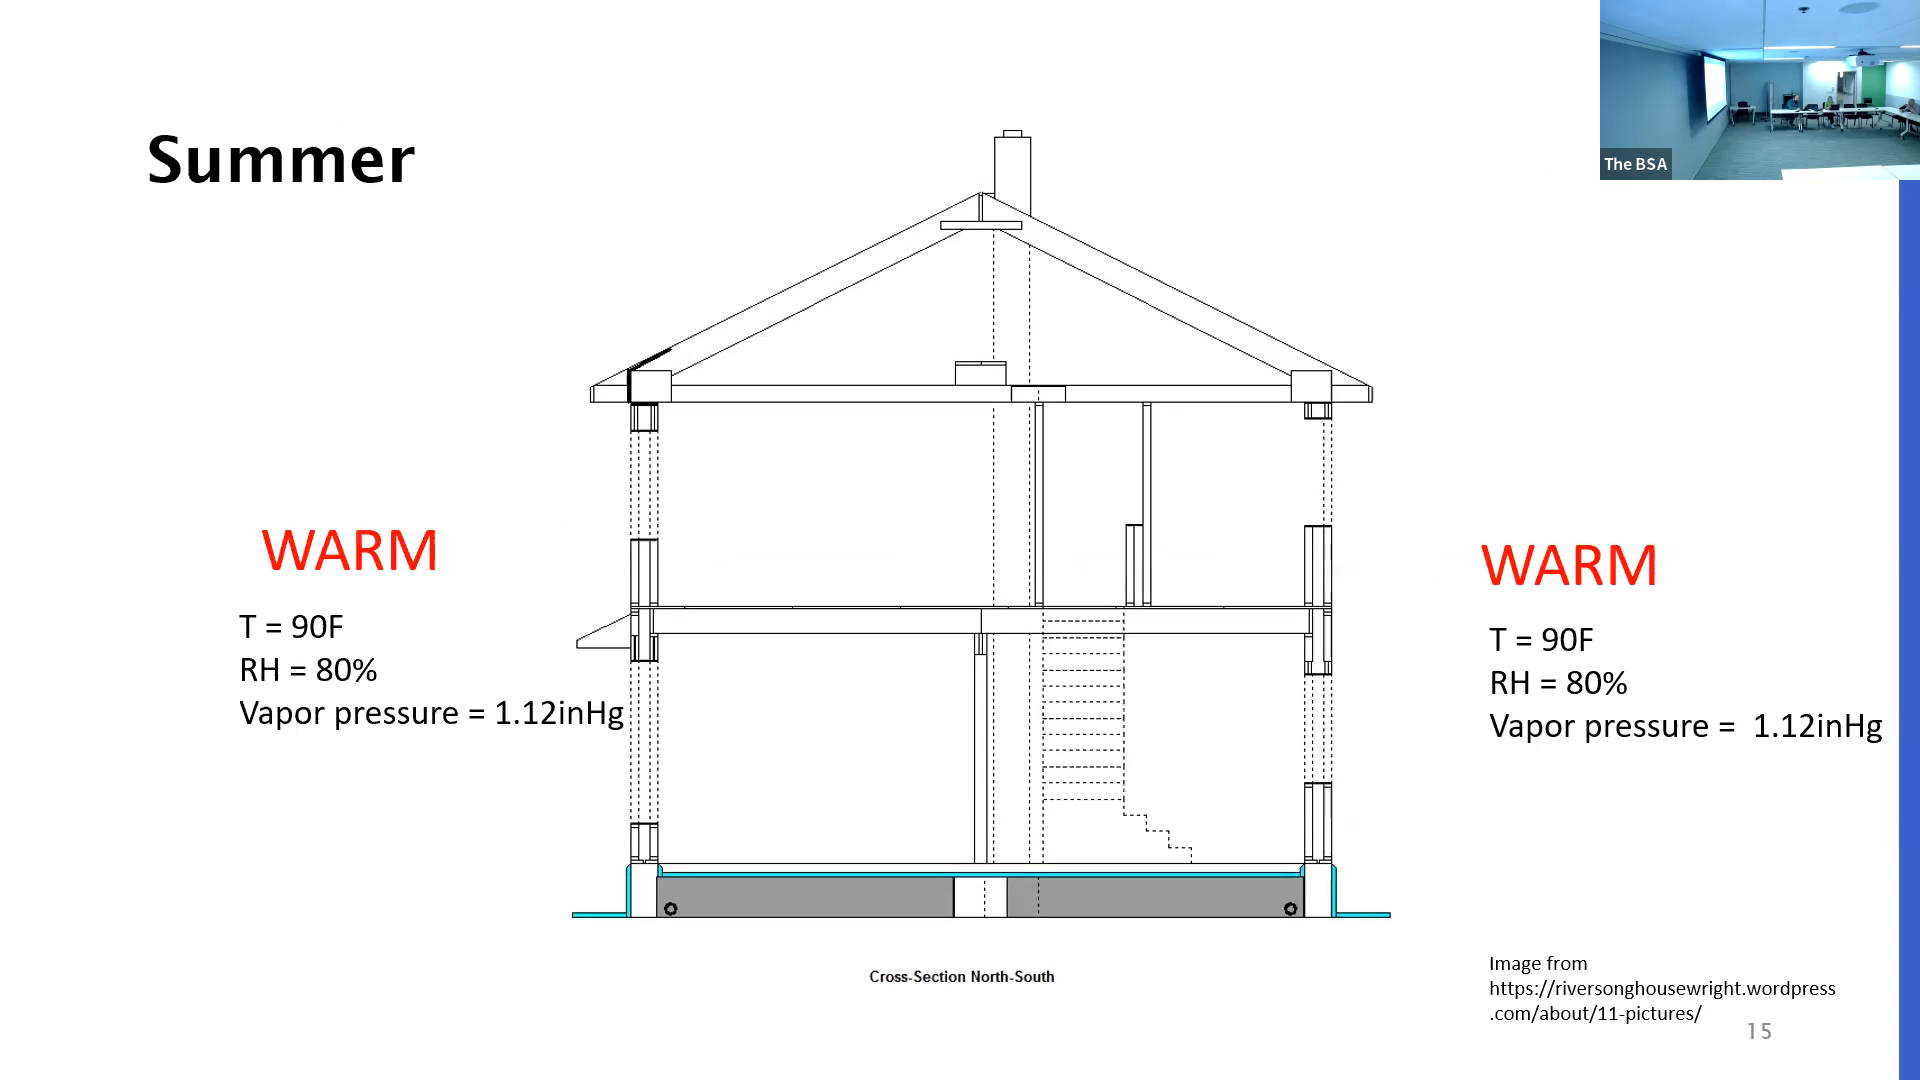 The BSA
Summer
WARM
T = 90F
RH = 80%
Vapor pressure = 1.12inHg
WARM
T = 90F
RH = 80%
Vapor pressure =  1.12inHg
Cross-Section North-South
Image from
https://riversonghousewright.wordpress
.com/about/11-pictures/
15